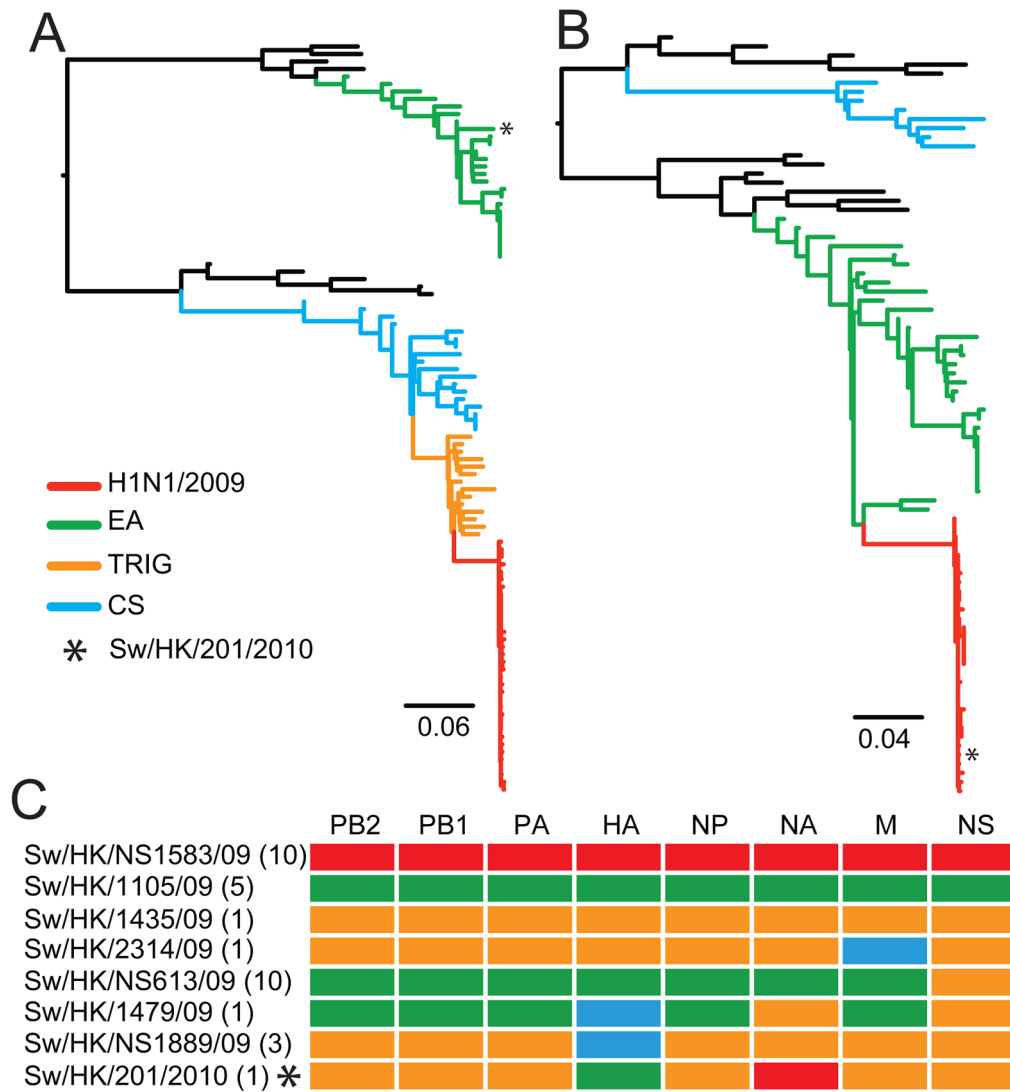 A
B
*
H1N1/2009
EA
TRIG
CS
* Sw/HK/201/2010
0.06
0.04
*
C
PB2 PB1 PA HA NP NA M NS
Sw/HK/NS1583/09 (10)
Sw/HK/1105/09 (5)
Sw/HK/1435/09 (1)
Sw/HK/2314/09 (1)
Sw/HK/NS613/09 (10)
Sw/HK/1479/09 (1)
Sw/HK/NS1889/09 (3)
Sw/HK/201/2010 (1) *